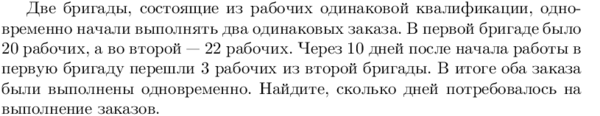 Две бригады, состоящие из рабочих одинаковой квалификации, одно-
временно начали выполнять два одинаковых заказа. В первой бригаде было
20 рабочих, а во второй — 22 рабочих. Через 10 дней после начала работы в
первую бригаду перешли 3 рабочих из второй бригады. В итоге оба заказа
были выполнены одновременно. Найдите, сколько дней потребовалось на
выполнение заказов.